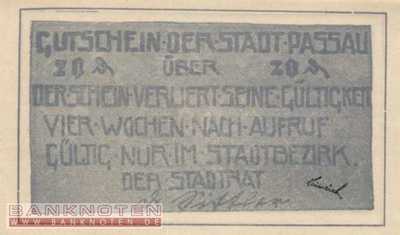 GUTSCHEIN·DER·STADT·PASSAU
20 ₰ ÜBER 20 ₰
DER·SCHEIN·VERLIERT·SEINE·GÜLTIGKEIT
VIER·WOCHEN·NACH·AUFRUF
GÜLTIG·NUR·IM·STADTBEZIRK.
DER STADTRAT
BANKNOTEN
WWW.BANKNOTEN.DE